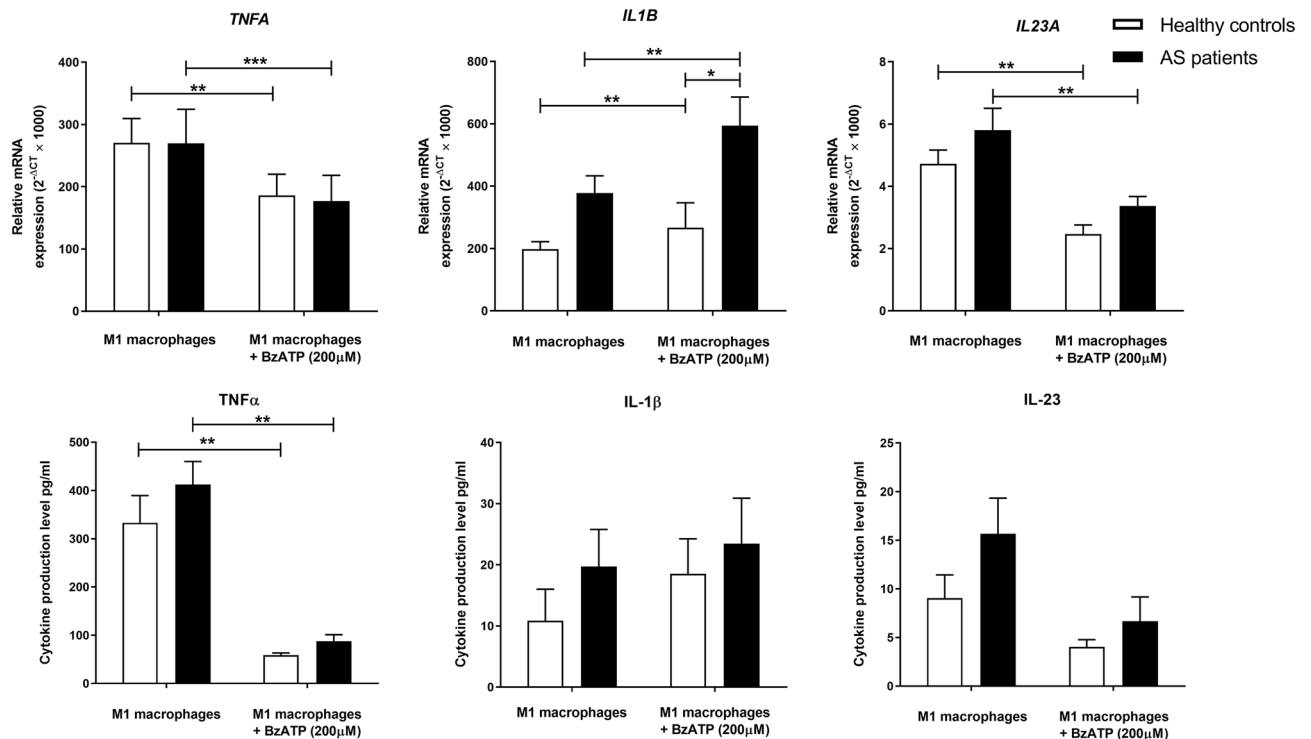 TNFA
IL1B
IL23A
Healthy controls
AS patients
Relative mRNA
expression (2-ΔCT × 1000)
400
300
200
100
0
**
***
M1 macrophages
M1 macrophages
+ BzATP (200μM)
Relative mRNA
expression (2-ΔCT × 1000)
1000
800
600
400
200
0
**
**
*
M1 macrophages
M1 macrophages
+ BzATP (200μM)
Relative mRNA
expression (2-ΔCT × 1000)
8
6
4
2
0
**
**
M1 macrophages
M1 macrophages
+ BzATP (200μM)
TNFα
Cytokine production level pg/ml
500
400
300
200
100
0
**
**
M1 macrophages
M1 macrophages
+ BzATP (200μM)
IL-1β
Cytokine production level pg/ml
40
30
20
10
0
M1 macrophages
M1 macrophages
+ BzATP (200μM)
IL-23
Cytokine production level pg/ml
25
20
15
10
5
0
M1 macrophages
M1 macrophages
+ BzATP (200μM)